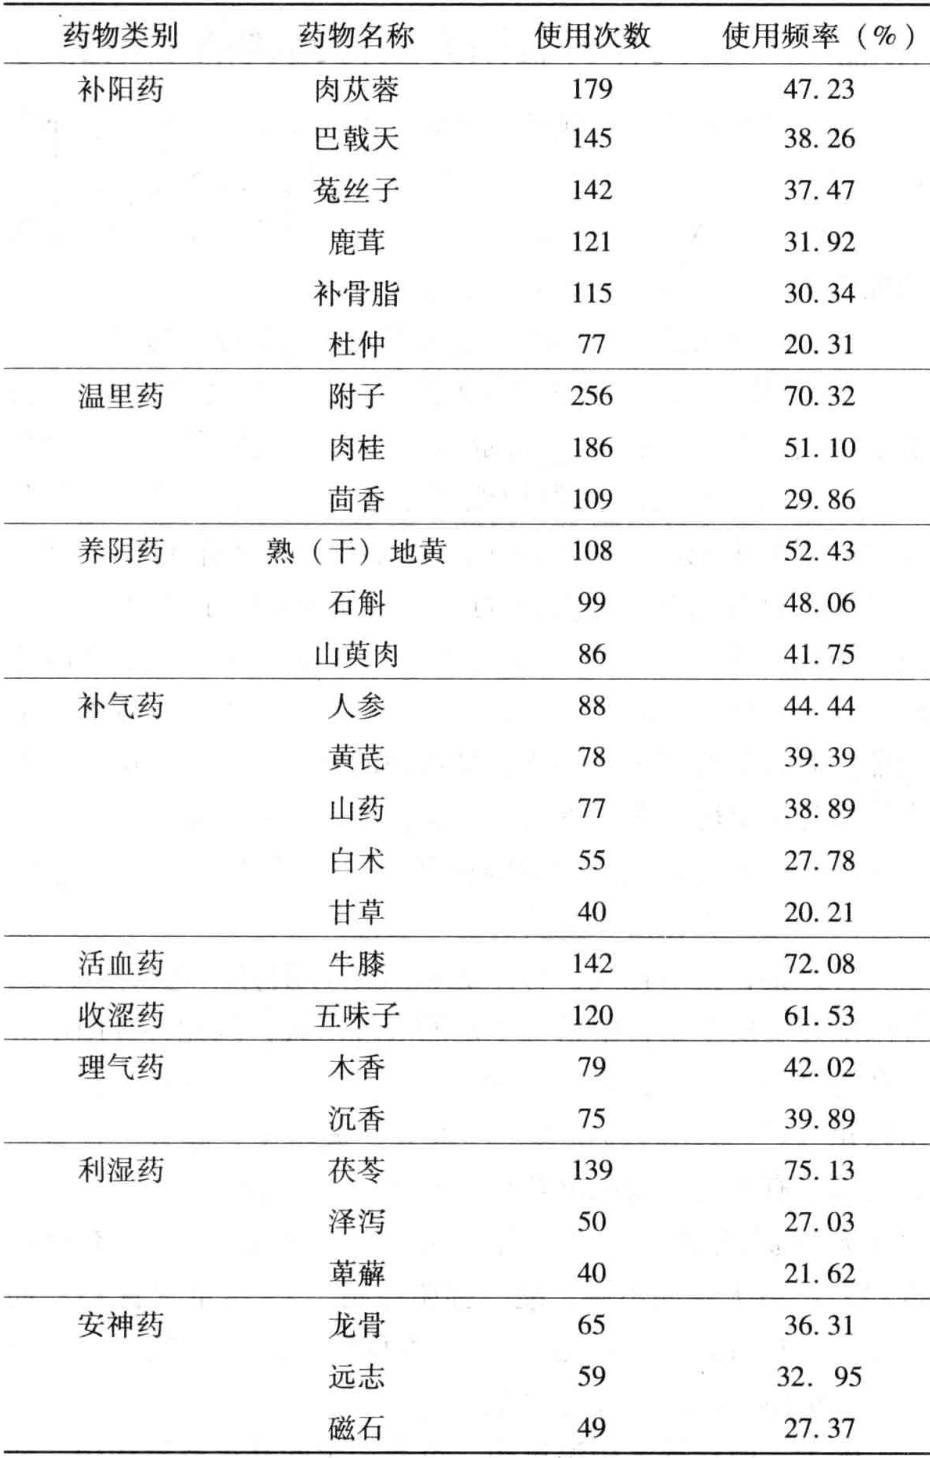 药物类别 药物名称 使用次数 使用频率（%）
补阳药 肉苁蓉 179 47.23
巴戟天 145 38.26
菟丝子 142 37.47
鹿茸 121 31.92
补骨脂 115 30.34
杜仲 77 20.31
温里药 附子 256 70.32
肉桂 186 51.10
茴香 109 29.86
养阴药 熟（干）地黄 108 52.43
石斛 99 48.06
山萸肉 86 41.75
补气药 人参 88 44.44
黄芪 78 39.39
山药 77 38.89
白术 55 27.78
甘草 40 20.21
活血药 牛膝 142 72.08
收涩药 五味子 120 61.53
理气药 木香 79 42.02
沉香 75 39.89
利湿药 茯苓 139 75.13
泽泻 50 27.03
萆薢 40 21.62
安神药 龙骨 65 36.31
远志 59 32.95
磁石 49 27.37